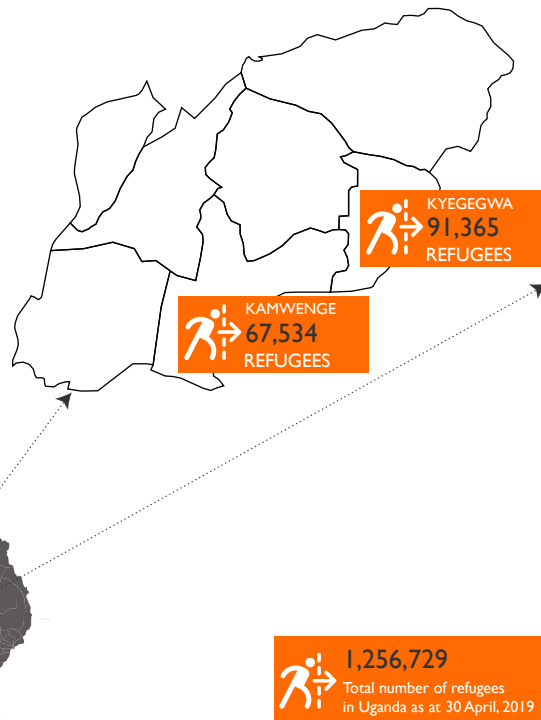 KYEGEGWA
91,365
REFUGEES
KAMWENGE
67,534
REFUGEES
1,256,729
Total number of refugees
in Uganda as at 30 April, 2019